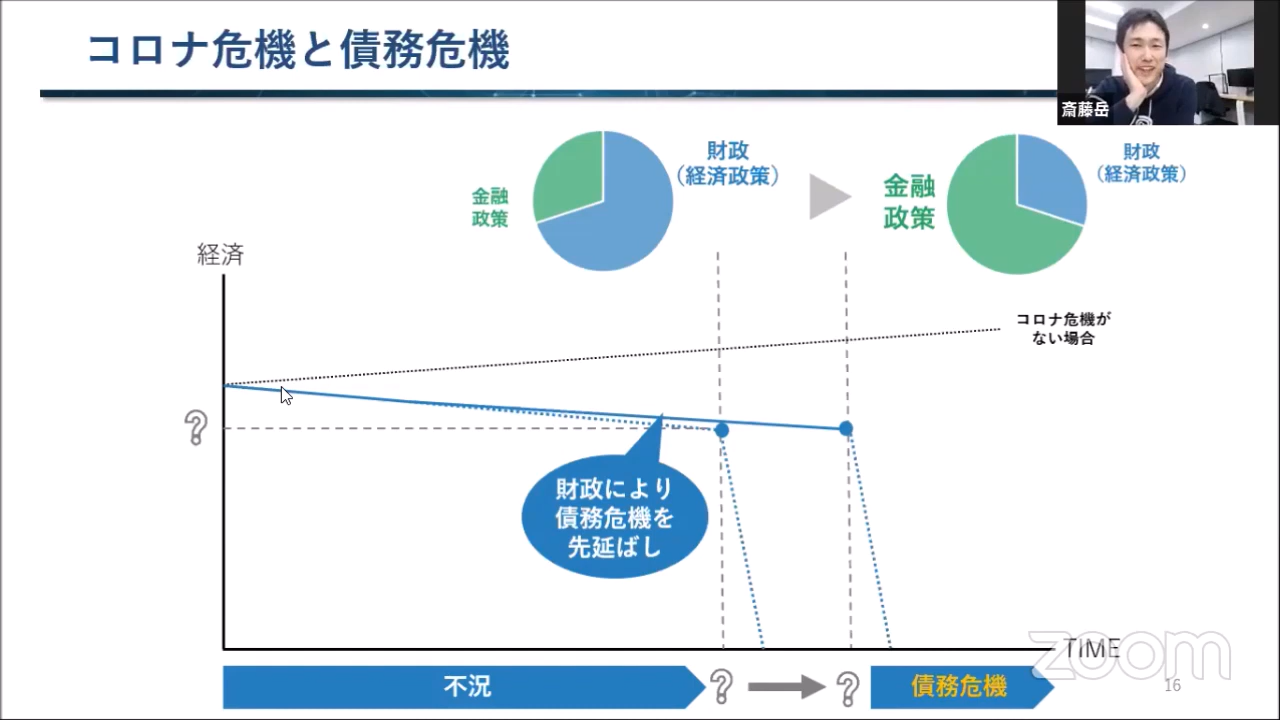 コロナ危機と債務危機
斎藤岳
財政
（経済政策）
金融
政策
財政
（経済政策）
金融
政策
経済
コロナ危機が
ない場合
?
財政により
債務危機を
先延ばし
zoom
TIME
不況
?
?
債務危機
16